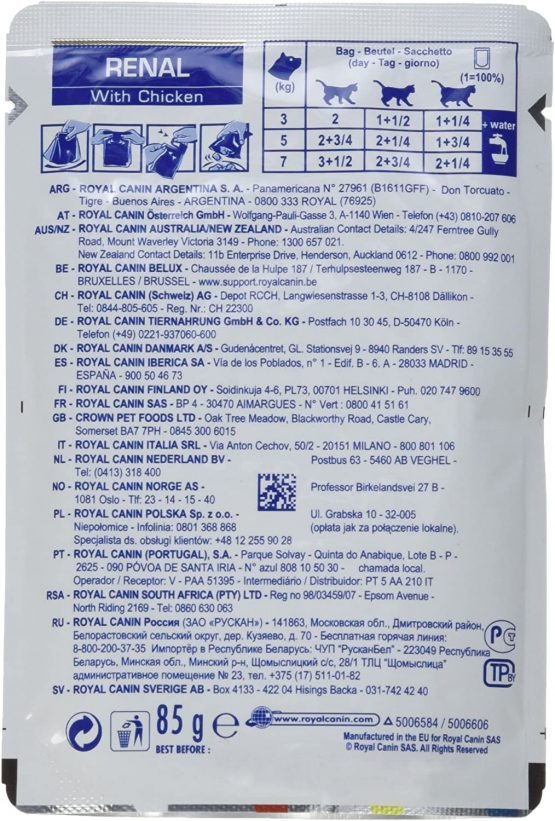 RENAL
With Chicken
(kg)
Bag - Beutel - Sacchetto
(day - Tag - giorno)
(1=100%)
3 2 1+1/2 1+1/4
5 2+3/4 2+1/4 1+3/4
7 3+1/2 2+3/4 2+1/4
+ water
ARG - ROYAL CANIN ARGENTINA S. A. - Panamericana N° 27961 (B1611GFF) - Don Torcuato -
Tigre - Buenos Aires - ARGENTINA - 0800 333 ROYAL (76925)
AT - ROYAL CANIN Österreich GmbH - Wolfgang-Pauli-Gasse 3, A-1140 Wien - Telefon (+43) 0810-207 606
AUS/NZ - ROYAL CANIN AUSTRALIA/NEW ZEALAND - Australian Contact Details: 4/247 Ferntree Gully
Road, Mount Waverley Victoria 3149 - Phone: 1300 657 021.
New Zealand Contact Details: 11b Enterprise Drive, Henderson, Auckland 0612 - Phone: 0800 992 001
BE - ROYAL CANIN BELUX - Chaussée de la Hulpe 187 / Terhulpsesteenweg 187 - B - 1170 -
BRUXELLES / BRUSSEL - www.support.royalcanin.be
CH - ROYAL CANIN (Schweiz) AG - Depot RCCH, Langwiesenstrasse 1-3, CH-8108 Dällikon -
Tel: 0844-805-605 - Reg. Nr.: CH 22300
DE - ROYAL CANIN TIERNAHRUNG GmbH & Co. KG - Postfach 10 30 45, D-50470 Köln -
Telefon (+49) 0221-937060-600
DK - ROYAL CANIN DANMARK A/S - Gudenåcentret, GL. Stationsvej 9 - 8940 Randers SV - Tlf: 89 15 35 55
ES - ROYAL CANIN IBERICA SA - Vía de los Poblados, n° 1 - Edif. B - 6. A - 28033 MADRID -
ESPAÑA - 900 50 46 73
FI - ROYAL CANIN FINLAND OY - Soidinkuja 4-6, PL73, 00701 HELSINKI - Puh. 020 747 9600
FR - ROYAL CANIN SAS - BP 4 - 30470 AIMARGUES - N° Vert : 0800 41 51 61
GB - CROWN PET FOODS LTD - Oak Tree Meadow, Blackworthy Road, Castle Cary,
Somerset BA7 7PH - 0845 300 6015
IT - ROYAL CANIN ITALIA SRL - Via Anton Cechov, 50/2 - 20151 MILANO - 800 801 106
NL - ROYAL CANIN NEDERLAND BV - Postbus 63 - 5460 AB VEGHEL -
Tel: (0413) 318 400
NO - ROYAL CANIN NORGE AS - Professor Birkelandsvei 27 B -
1081 Oslo - Tlf: 23 - 14 - 15 - 40
PL - ROYAL CANIN POLSKA Sp. z o.o. - Ul. Grabska 10 - 32-005
Niepołomice - Infolinia: 0801 368 868 (opłata jak za połączenie lokalne).
Specjalista ds. obsługi klientów: +48 12 255 90 28
PT - ROYAL CANIN (PORTUGAL), S.A. - Parque Solvay - Quinta do Anabique, Lote B - P -
2625 - 090 PÓVOA DE SANTA IRIA - N° azul 808 10 50 30 - chamada local.
Operador / Receptor: V - PAA 51395 - Intermediário / Distribuidor: PT 5 AA 210 IT
RSA - ROYAL CANIN SOUTH AFRICA (PTY) LTD - Reg no 98/03459/07 - Epsom Avenue -
North Riding 2169 - Tel: 0860 630 063
RU - ROYAL CANIN Россия (ЗАО «РУСКАН») - 141863, Московская обл., Дмитровский район,
Белорастовский сельский округ, дер. Кузяево, д. 70 - Бесплатная горячая линия:
8-800-200-37-35 Импортёр в Республике Беларусь: ЧУП "РусканБел" - 223049 Республика
Беларусь, Минская обл., Минский р-н, Щомыслицкий с/с, 28/1 ТЛЦ "Щомыслица"
административное помещение № 23, тел. +375 (17) 511-01-82
SV - ROYAL CANIN SVERIGE AB - Box 4133 - 422 04 Hisings Backa - 031-742 42 40
TP BY
85 g e
BEST BEFORE :
www.royalcanin.com
5006584 / 5006606
Manufactured in the EU for Royal Canin SAS
© Royal Canin SAS. All Rights Reserved